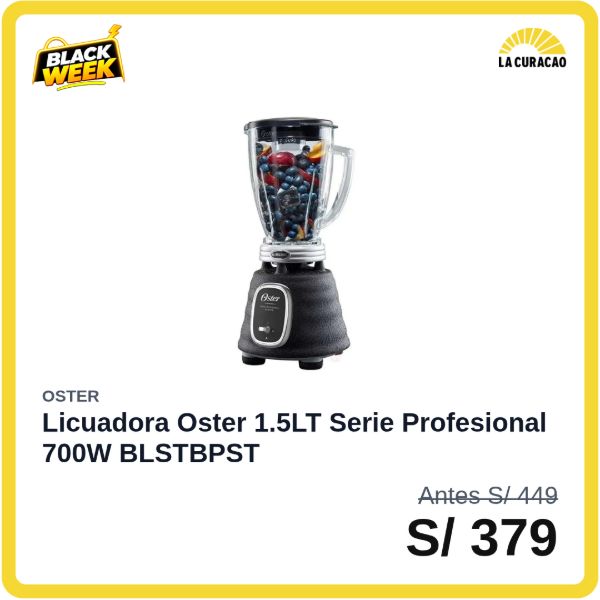 BLACK
WEEK
LA CURACAO
Oster
OSTER
Licuadora Oster 1.5LT Serie Profesional
700W BLSTBPST
Antes S/ 449
S/ 379